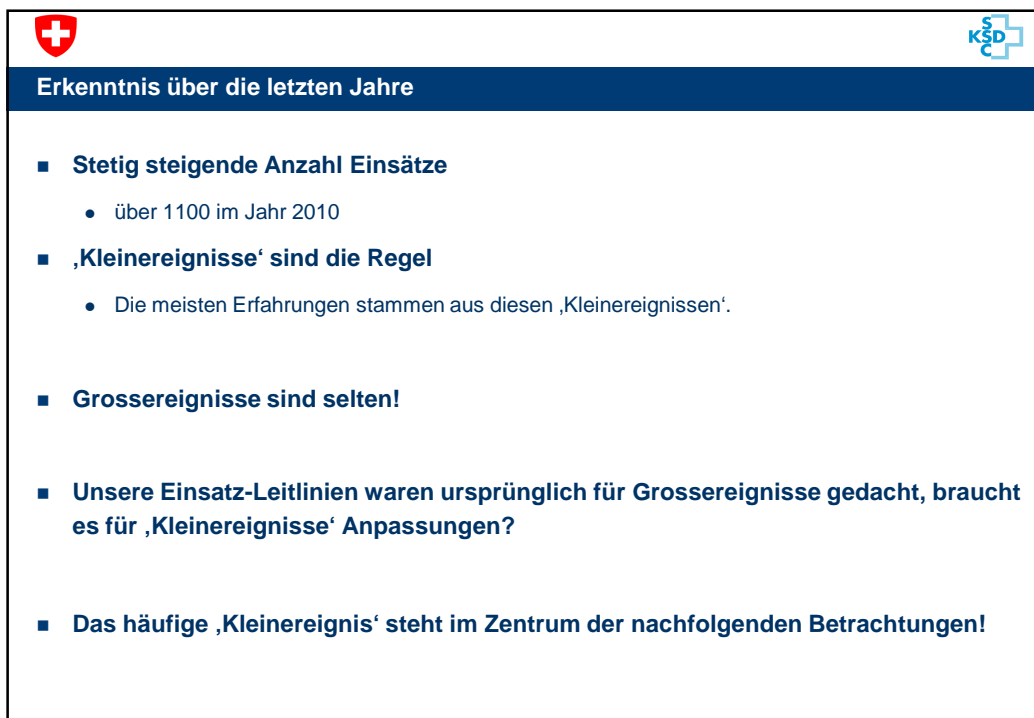 S
KSD
C
Erkenntnis über die letzten Jahre
■ Stetig steigende Anzahl Einsätze
● über 1100 im Jahr 2010
■ ‚Kleinereignisse‘ sind die Regel
● Die meisten Erfahrungen stammen aus diesen ‚Kleinereignissen‘.
■ Grossereignisse sind selten!
■ Unsere Einsatz-Leitlinien waren ursprünglich für Grossereignisse gedacht, braucht
es für ‚Kleinereignisse‘ Anpassungen?
■ Das häufige ‚Kleinereignis‘ steht im Zentrum der nachfolgenden Betrachtungen!